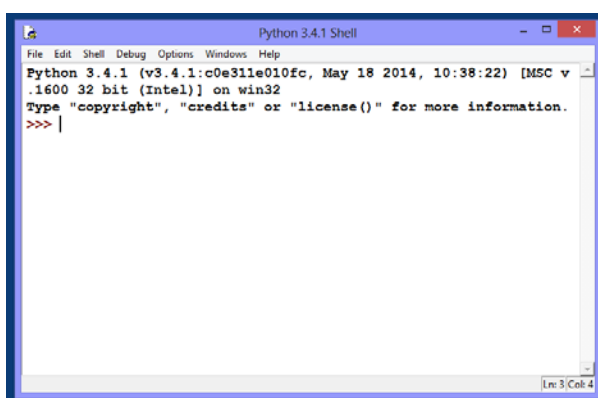 Python 3.4.1 Shell
File Edit Shell Debug Options Windows Help
Python 3.4.1 (v3.4.1:c0e311e010fc, May 18 2014, 10:38:22) [MSC v
.1600 32 bit (Intel)] on win32
Type "copyright", "credits" or "license()" for more information.
>>>
Ln: 3 Col: 4